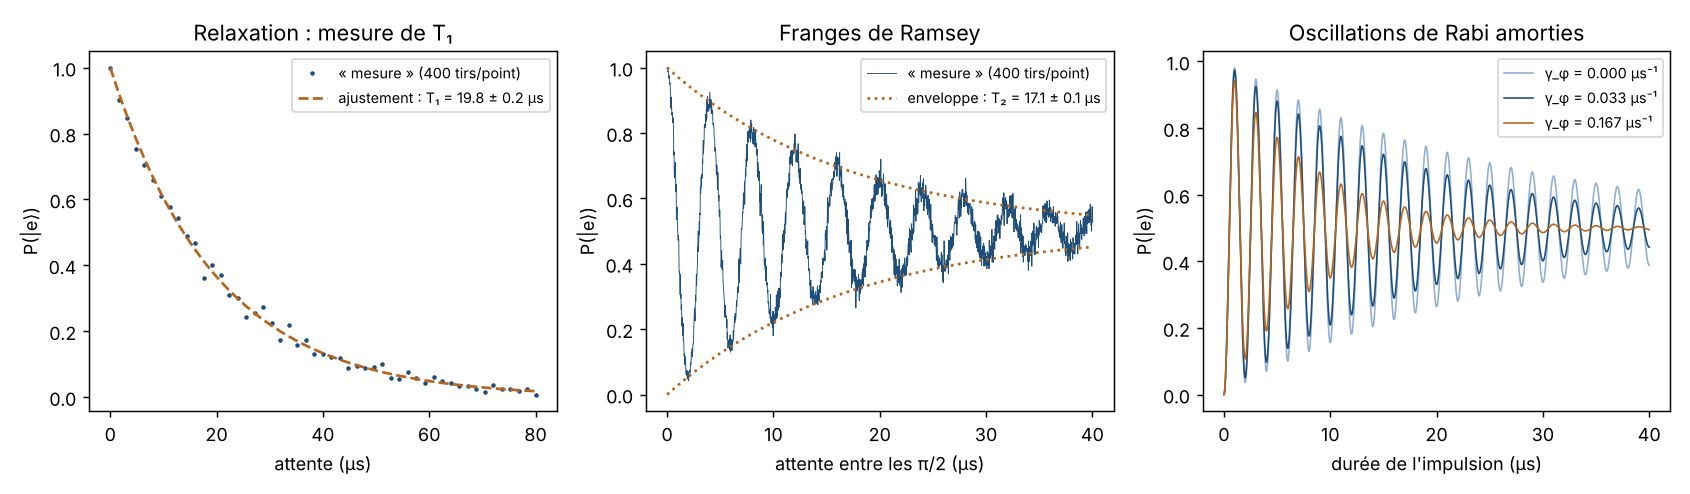 Relaxation : mesure de T₁
« mesure » (400 tirs/point)
ajustement : T₁ = 19.8 ± 0.2 µs
P(|e⟩)
1.0
0.8
0.6
0.4
0.2
0.0
0 20 40 60 80
attente (µs)
Franges de Ramsey
« mesure » (400 tirs/point)
enveloppe : T₂ = 17.1 ± 0.1 µs
P(|e⟩)
1.0
0.8
0.6
0.4
0.2
0.0
0 10 20 30 40
attente entre les π/2 (µs)
Oscillations de Rabi amorties
γ_φ = 0.000 µs⁻¹
γ_φ = 0.033 µs⁻¹
γ_φ = 0.167 µs⁻¹
P(|e⟩)
1.0
0.8
0.6
0.4
0.2
0.0
0 10 20 30 40
durée de l'impulsion (µs)